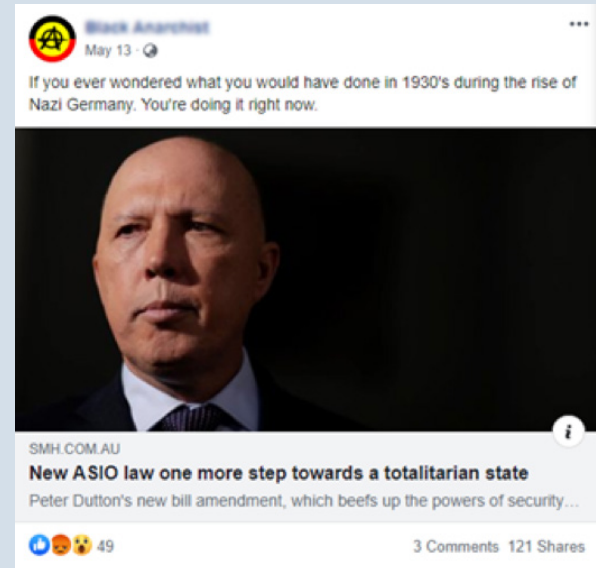 May 13
If you ever wondered what you would have done in 1930's during the rise of
Nazi Germany. You're doing it right now.
i
SMH.COM.AU
New ASIO law one more step towards a totalitarian state
Peter Dutton's new bill amendment, which beefs up the powers of security...
49
3 Comments 121 Shares